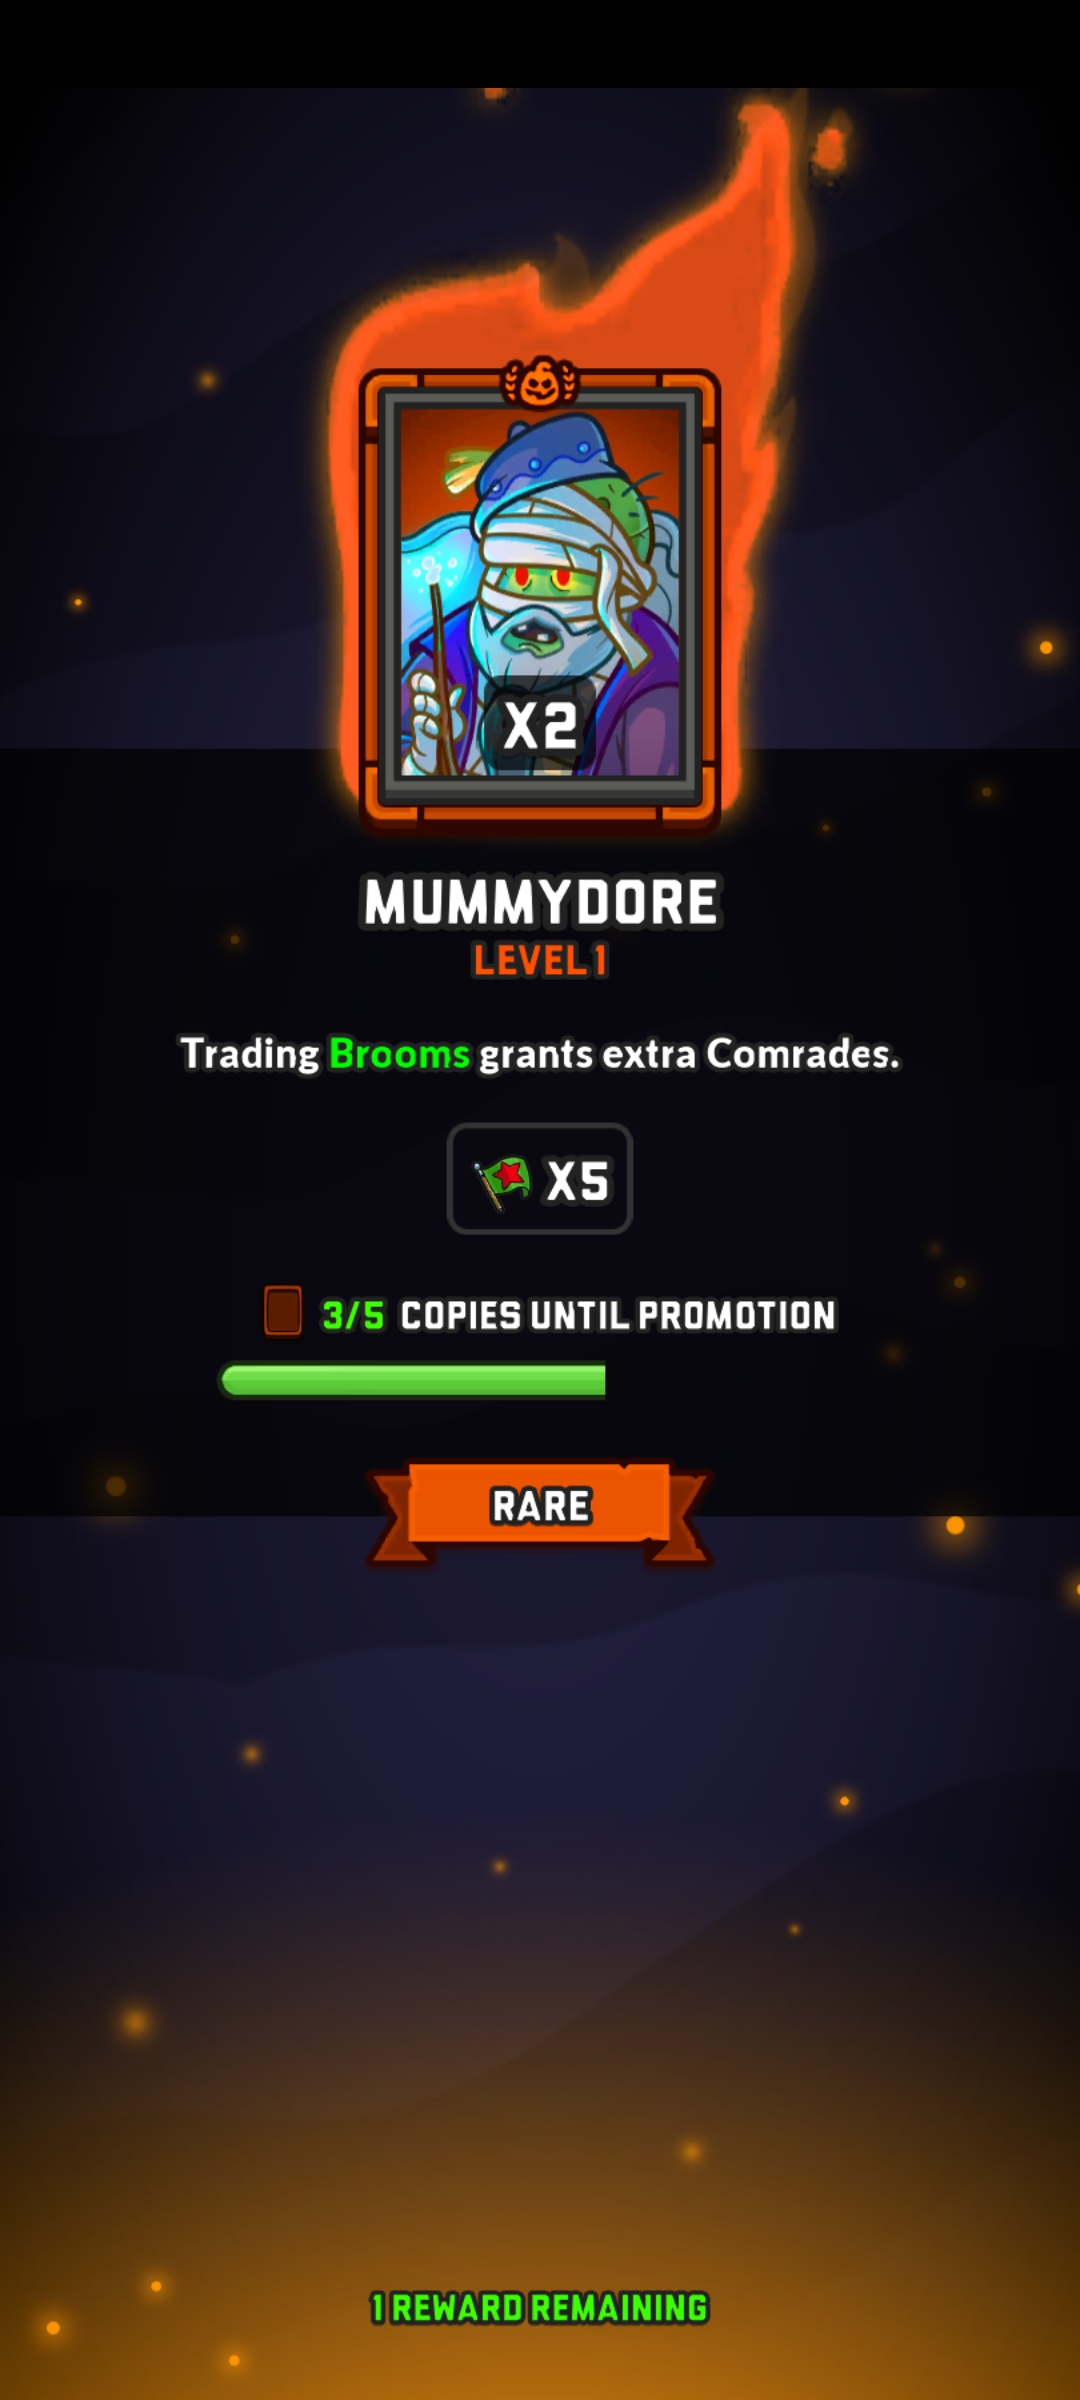 X2
MUMMYDORE
LEVEL 1
Trading Brooms grants extra Comrades.
X5
3/5 COPIES UNTIL PROMOTION
RARE
1 REWARD REMAINING